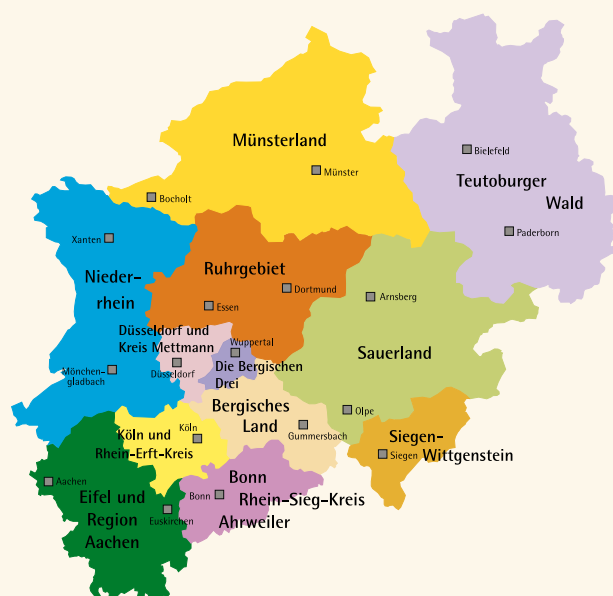 Münsterland
Bielefeld
Münster
Teutoburger
Wald
Bocholt
Paderborn
Xanten
Ruhrgebiet
Nieder-
rhein
Dortmund
Arnsberg
Essen
Düsseldorf und
Kreis Mettmann
Wuppertal
Sauerland
Die Bergischen
Drei
Düsseldorf
Mönchen-
gladbach
Bergisches
Land
Olpe
Gummersbach
Köln
Köln und
Rhein-Erft-Kreis
Siegen-
Siegen
Wittgenstein
Aachen
Bonn
Rhein-Sieg-Kreis
Ahrweiler
Bonn
Eifel und
Region
Aachen
Euskirchen